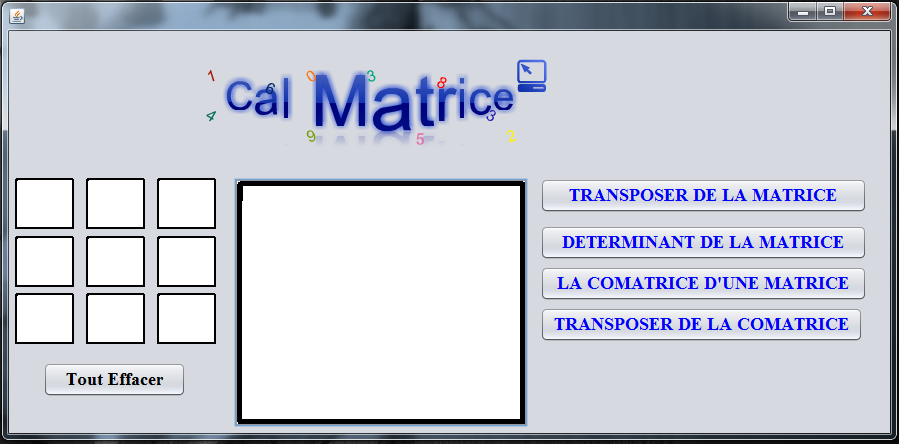 Cal Matrice
1 6 0 3 8
4 9 5 3 2
TRANSPOSER DE LA MATRICE
DETERMINANT DE LA MATRICE
LA COMATRICE D'UNE MATRICE
TRANSPOSER DE LA COMATRICE
Tout Effacer